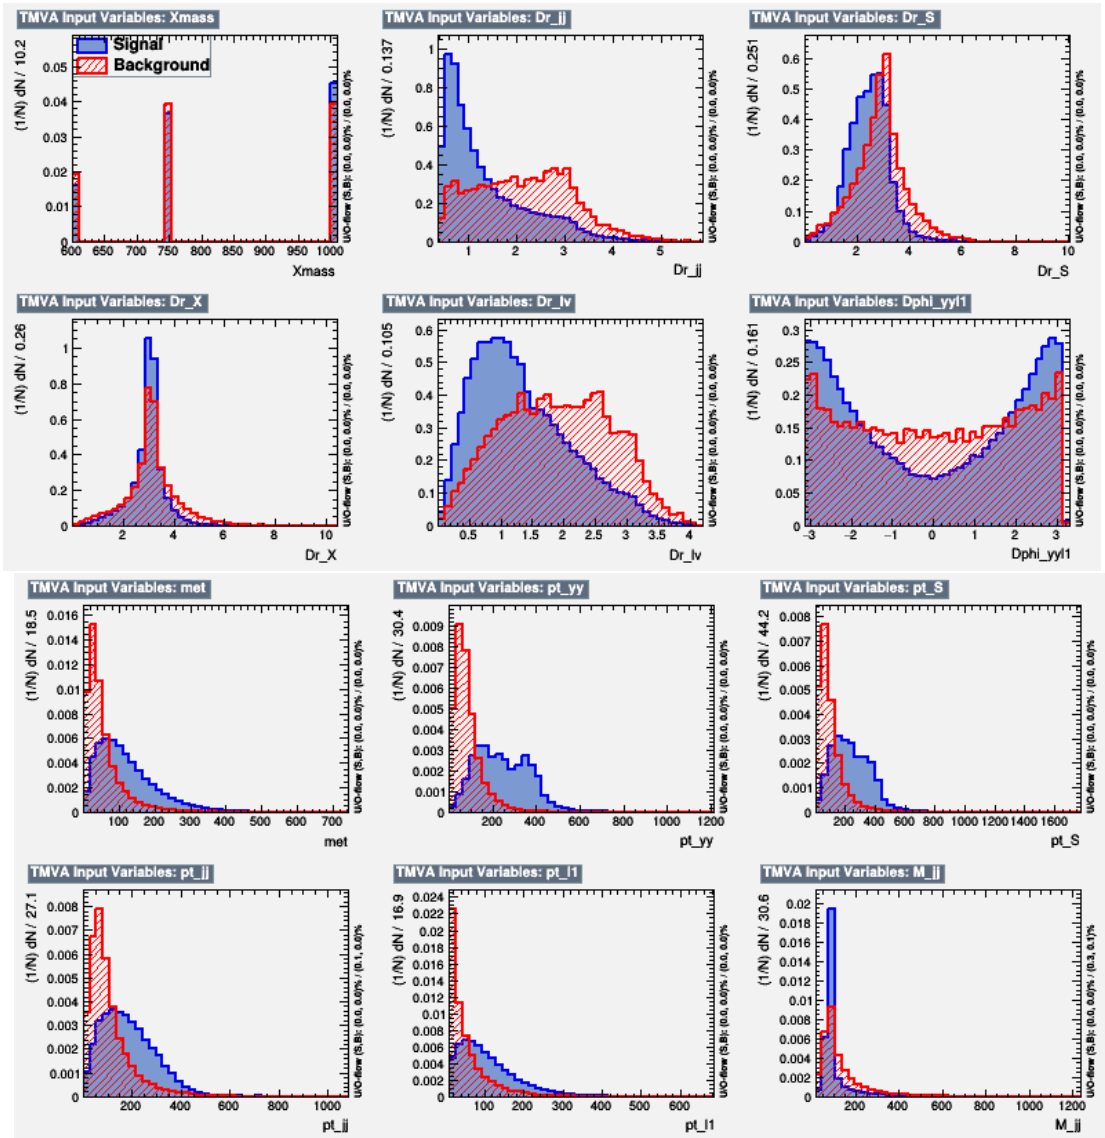 TMVA Input Variables: Xmass
(1/N) dN / 10.2
0.05
0.04
0.03
0.02
0.01
0
Signal
Background
600 650 700 750 800 850 900 950 1000
Xmass
U/O-flow (S,B): (0.0, 0.0)% / (0.0, 0.0)%
TMVA Input Variables: Dr_jj
(1/N) dN / 0.137
1
0.8
0.6
0.4
0.2
0
1 2 3 4 5
Dr_jj
U/O-flow (S,B): (0.0, 0.0)% / (0.0, 0.0)%
TMVA Input Variables: Dr_S
(1/N) dN / 0.251
0.6
0.5
0.4
0.3
0.2
0.1
0
2 4 6 8 10
Dr_S
U/O-flow (S,B): (0.0, 0.0)% / (0.0, 0.0)%
TMVA Input Variables: Dr_X
(1/N) dN / 0.26
1
0.8
0.6
0.4
0.2
0
2 4 6 8 10
Dr_X
U/O-flow (S,B): (0.0, 0.0)% / (0.0, 0.0)%
TMVA Input Variables: Dr_lv
(1/N) dN / 0.105
0.6
0.5
0.4
0.3
0.2
0.1
0
0.5 1 1.5 2 2.5 3 3.5 4
Dr_lv
U/O-flow (S,B): (0.0, 0.0)% / (0.0, 0.0)%
TMVA Input Variables: Dphi_yyl1
(1/N) dN / 0.161
0.3
0.25
0.2
0.15
0.1
0.05
0
−3 −2 −1 0 1 2 3
Dphi_yyl1
U/O-flow (S,B): (0.0, 0.0)% / (0.0, 0.0)%
TMVA Input Variables: met
(1/N) dN / 18.5
0.016
0.014
0.012
0.01
0.008
0.006
0.004
0.002
0
100 200 300 400 500 600 700
met
U/O-flow (S,B): (0.0, 0.0)% / (0.0, 0.0)%
TMVA Input Variables: pt_yy
(1/N) dN / 30.4
0.009
0.008
0.007
0.006
0.005
0.004
0.003
0.002
0.001
0
200 400 600 800 1000 1200
pt_yy
U/O-flow (S,B): (0.0, 0.0)% / (0.0, 0.0)%
TMVA Input Variables: pt_S
(1/N) dN / 44.2
0.008
0.007
0.006
0.005
0.004
0.003
0.002
0.001
0
200 400 600 800 1000 1200 1400 1600
pt_S
U/O-flow (S,B): (0.0, 0.0)% / (0.0, 0.0)%
TMVA Input Variables: pt_jj
(1/N) dN / 27.1
0.008
0.007
0.006
0.005
0.004
0.003
0.002
0.001
0
200 400 600 800 1000
pt_jj
U/O-flow (S,B): (0.0, 0.0)% / (0.1, 0.0)%
TMVA Input Variables: pt_l1
(1/N) dN / 16.9
0.024
0.022
0.02
0.018
0.016
0.014
0.012
0.01
0.008
0.006
0.004
0.002
0
100 200 300 400 500 600
pt_l1
U/O-flow (S,B): (0.0, 0.0)% / (0.0, 0.0)%
TMVA Input Variables: M_jj
(1/N) dN / 30.6
0.02
0.018
0.016
0.014
0.012
0.01
0.008
0.006
0.004
0.002
0
200 400 600 800 1000 1200
M_jj
U/O-flow (S,B): (0.0, 0.0)% / (0.3, 0.1)%